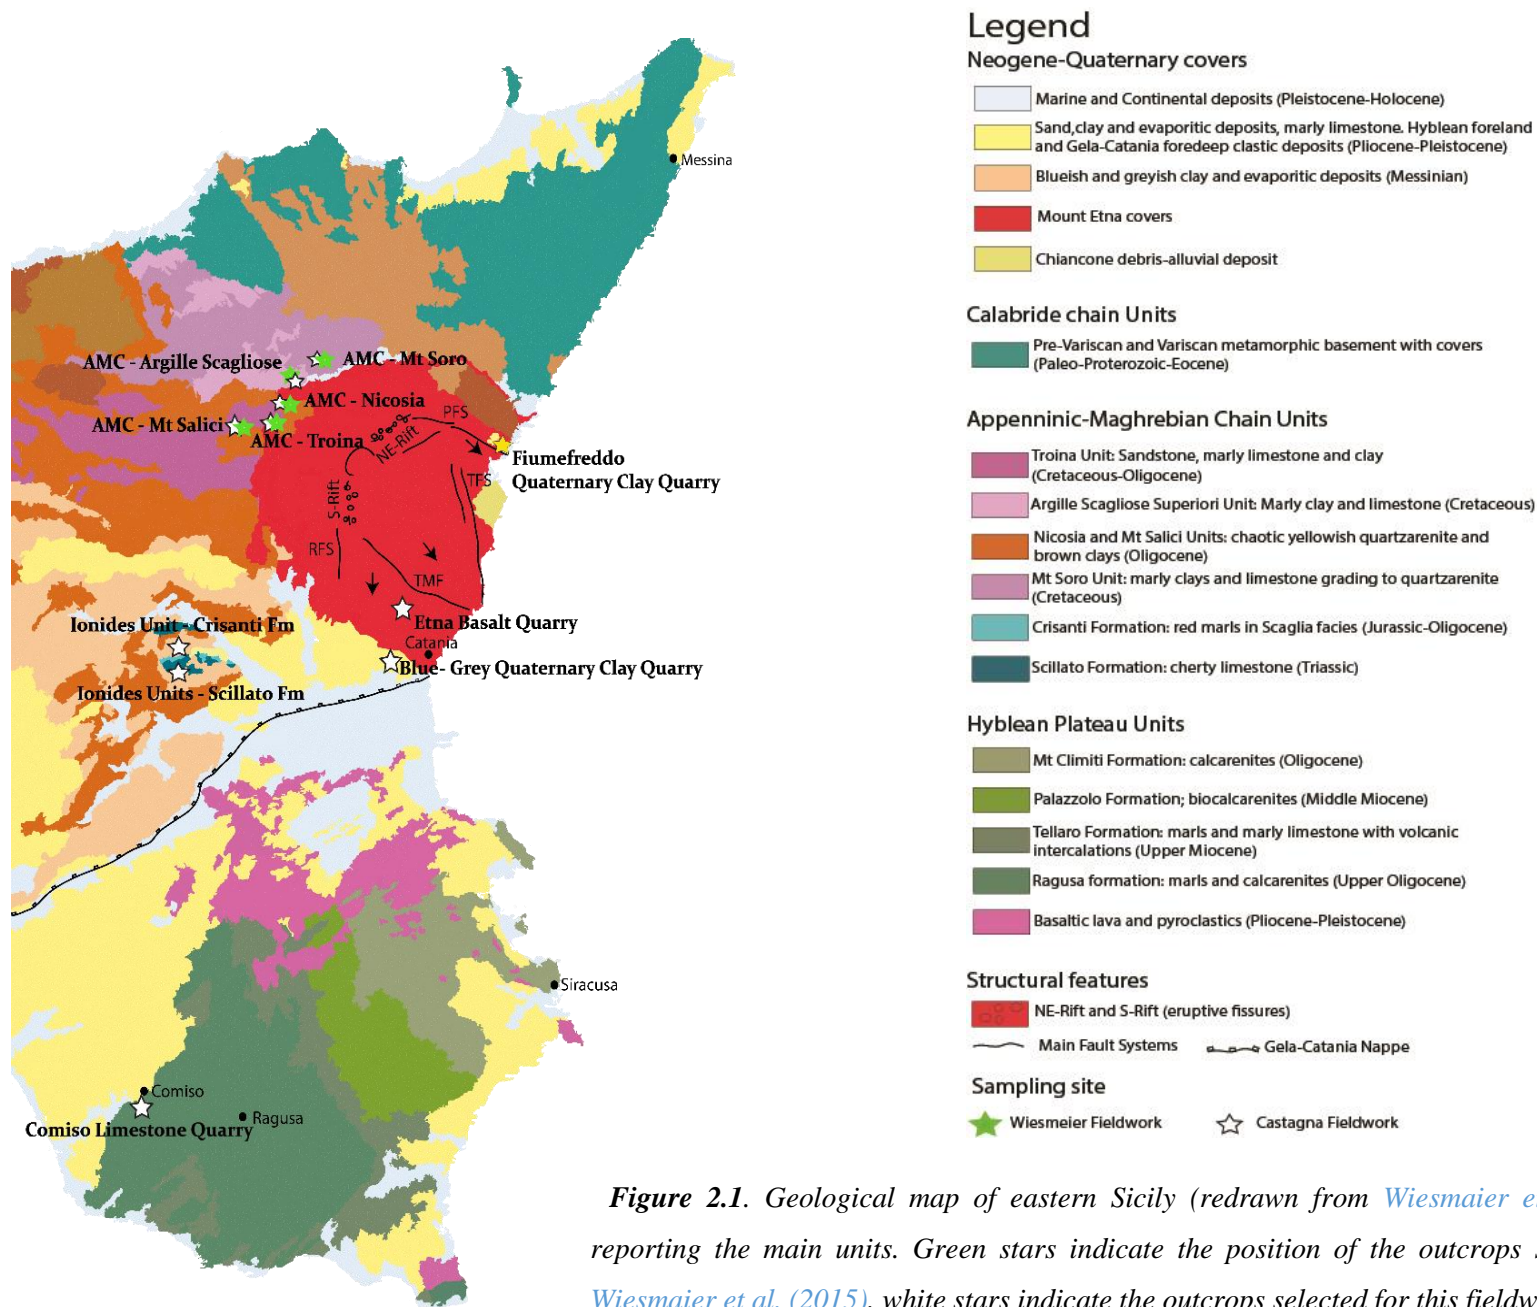 Messina
AMC - Argille Scagliose
AMC - Mt Soro
AMC - Nicosia
AMC - Mt Salici
AMC - Troina
PFS
NE-Rift
Fiumefreddo
Quaternary Clay Quarry
TFS
S-Rift
RFS
TMF
Etna Basalt Quarry
Ionides Unit - Crisanti Fm
Catania
Blue- Grey Quaternary Clay Quarry
Ionides Units - Scillato Fm
Siracusa
Comiso
Ragusa
Comiso Limestone Quarry
Legend
Neogene-Quaternary covers
Marine and Continental deposits (Pleistocene-Holocene)
Sand,clay and evaporitic deposits, marly limestone. Hyblean foreland
and Gela-Catania foredeep clastic deposits (Pliocene-Pleistocene)
Blueish and greyish clay and evaporitic deposits (Messinian)
Mount Etna covers
Chiancone debris-alluvial deposit
Calabride chain Units
Pre-Variscan and Variscan metamorphic basement with covers
(Paleo-Proterozoic-Eocene)
Appenninic-Maghrebian Chain Units
Troina Unit: Sandstone, marly limestone and clay
(Cretaceous-Oligocene)
Argille Scagliose Superiori Unit: Marly clay and limestone (Cretaceous)
Nicosia and Mt Salici Units: chaotic yellowish quartzarenite and
brown clays (Oligocene)
Mt Soro Unit: marly clays and limestone grading to quartzarenite
(Cretaceous)
Crisanti Formation: red marls in Scaglia facies (Jurassic-Oligocene)
Scillato Formation: cherty limestone (Triassic)
Hyblean Plateau Units
Mt Climiti Formation: calcarenites (Oligocene)
Palazzolo Formation; biocalcarenites (Middle Miocene)
Tellaro Formation: marls and marly limestone with volcanic
intercalations (Upper Miocene)
Ragusa formation: marls and calcarenites (Upper Oligocene)
Basaltic lava and pyroclastics (Pliocene-Pleistocene)
Structural features
NE-Rift and S-Rift (eruptive fissures)
Main Fault Systems
Gela-Catania Nappe
Sampling site
Wiesmeier Fieldwork
Castagna Fieldwork
Figure 2.1. Geological map of eastern Sicily (redrawn from Wiesmaier
reporting the main units. Green stars indicate the position of the outcrops
Wiesmaier et al. (2015), white stars indicate the outcrops selected for this